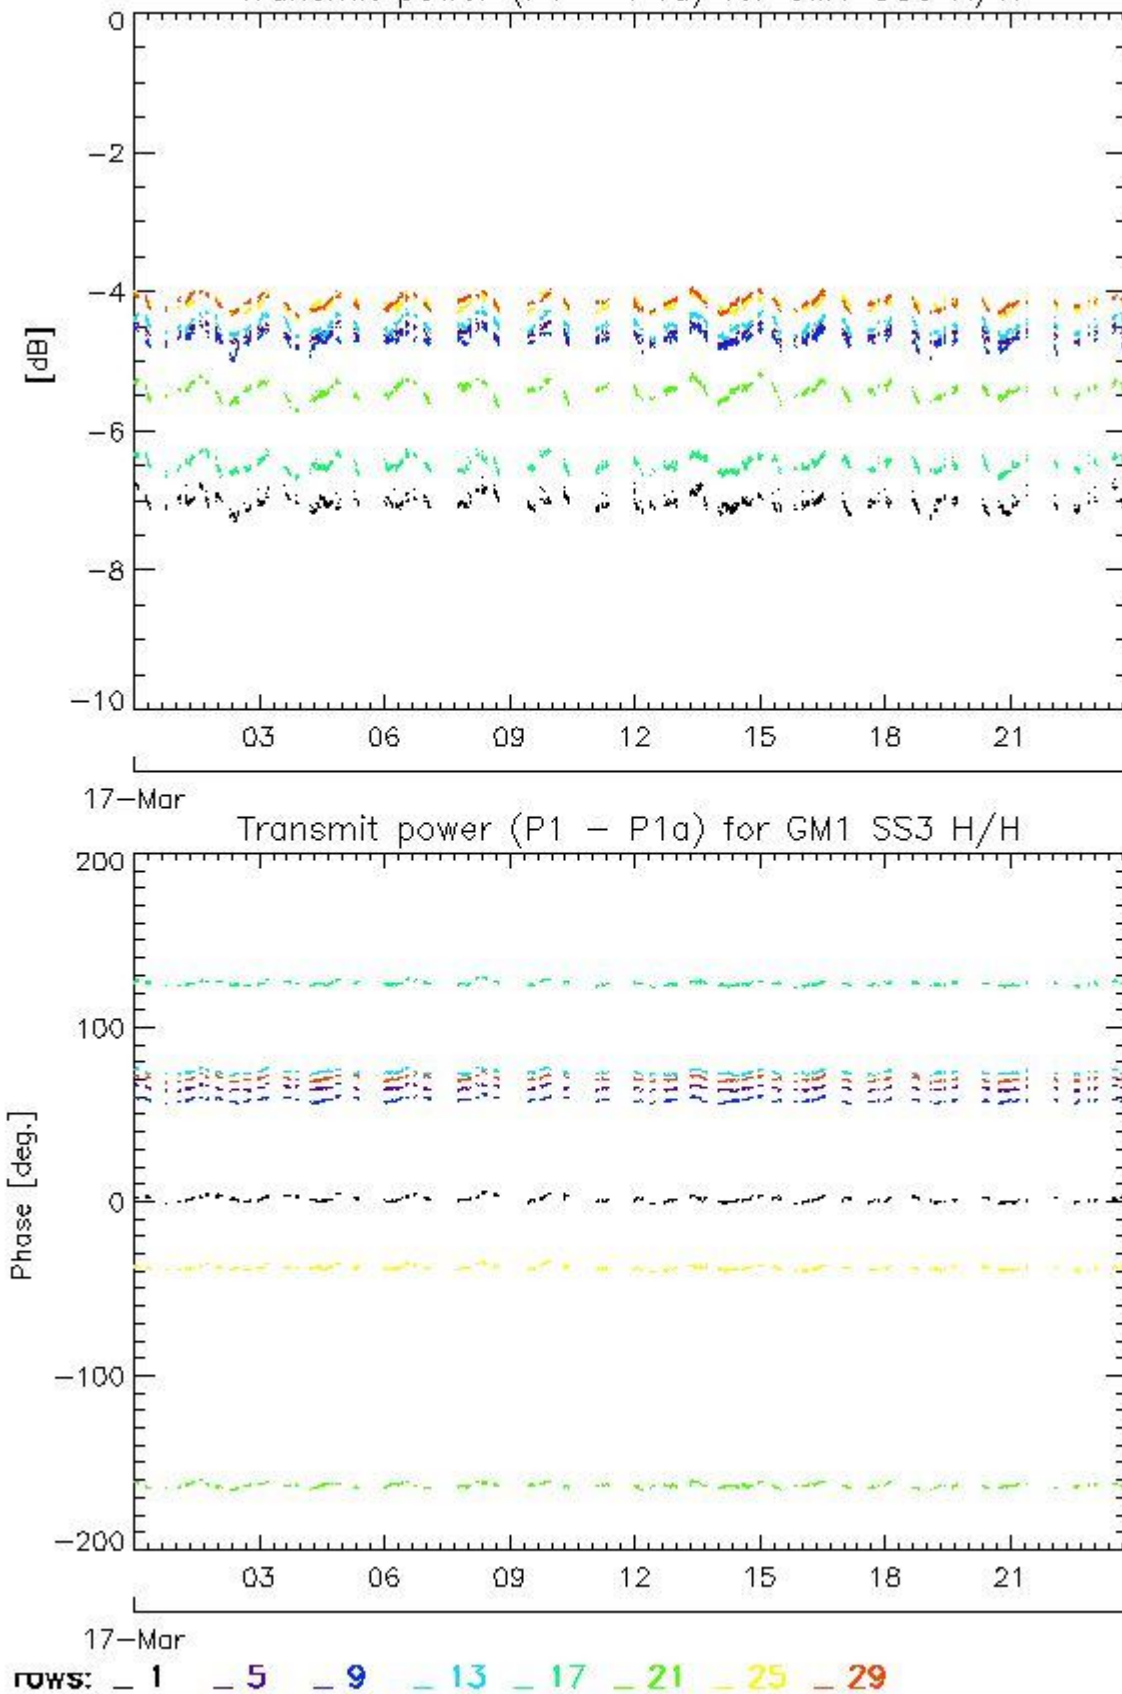 0
−2
−4
[dB]
−6
−8
−10
03 06 09 12 15 18 21
17−Mar
Transmit power (P1 − P1a) for GM1 SS3 H/H
200
100
Phase [deg.]
0
−100
−200
03 06 09 12 15 18 21
17−Mar
rows: _ 1 _ 5 _ 9 _ 13 _ 17 _ 21 _ 25 _ 29